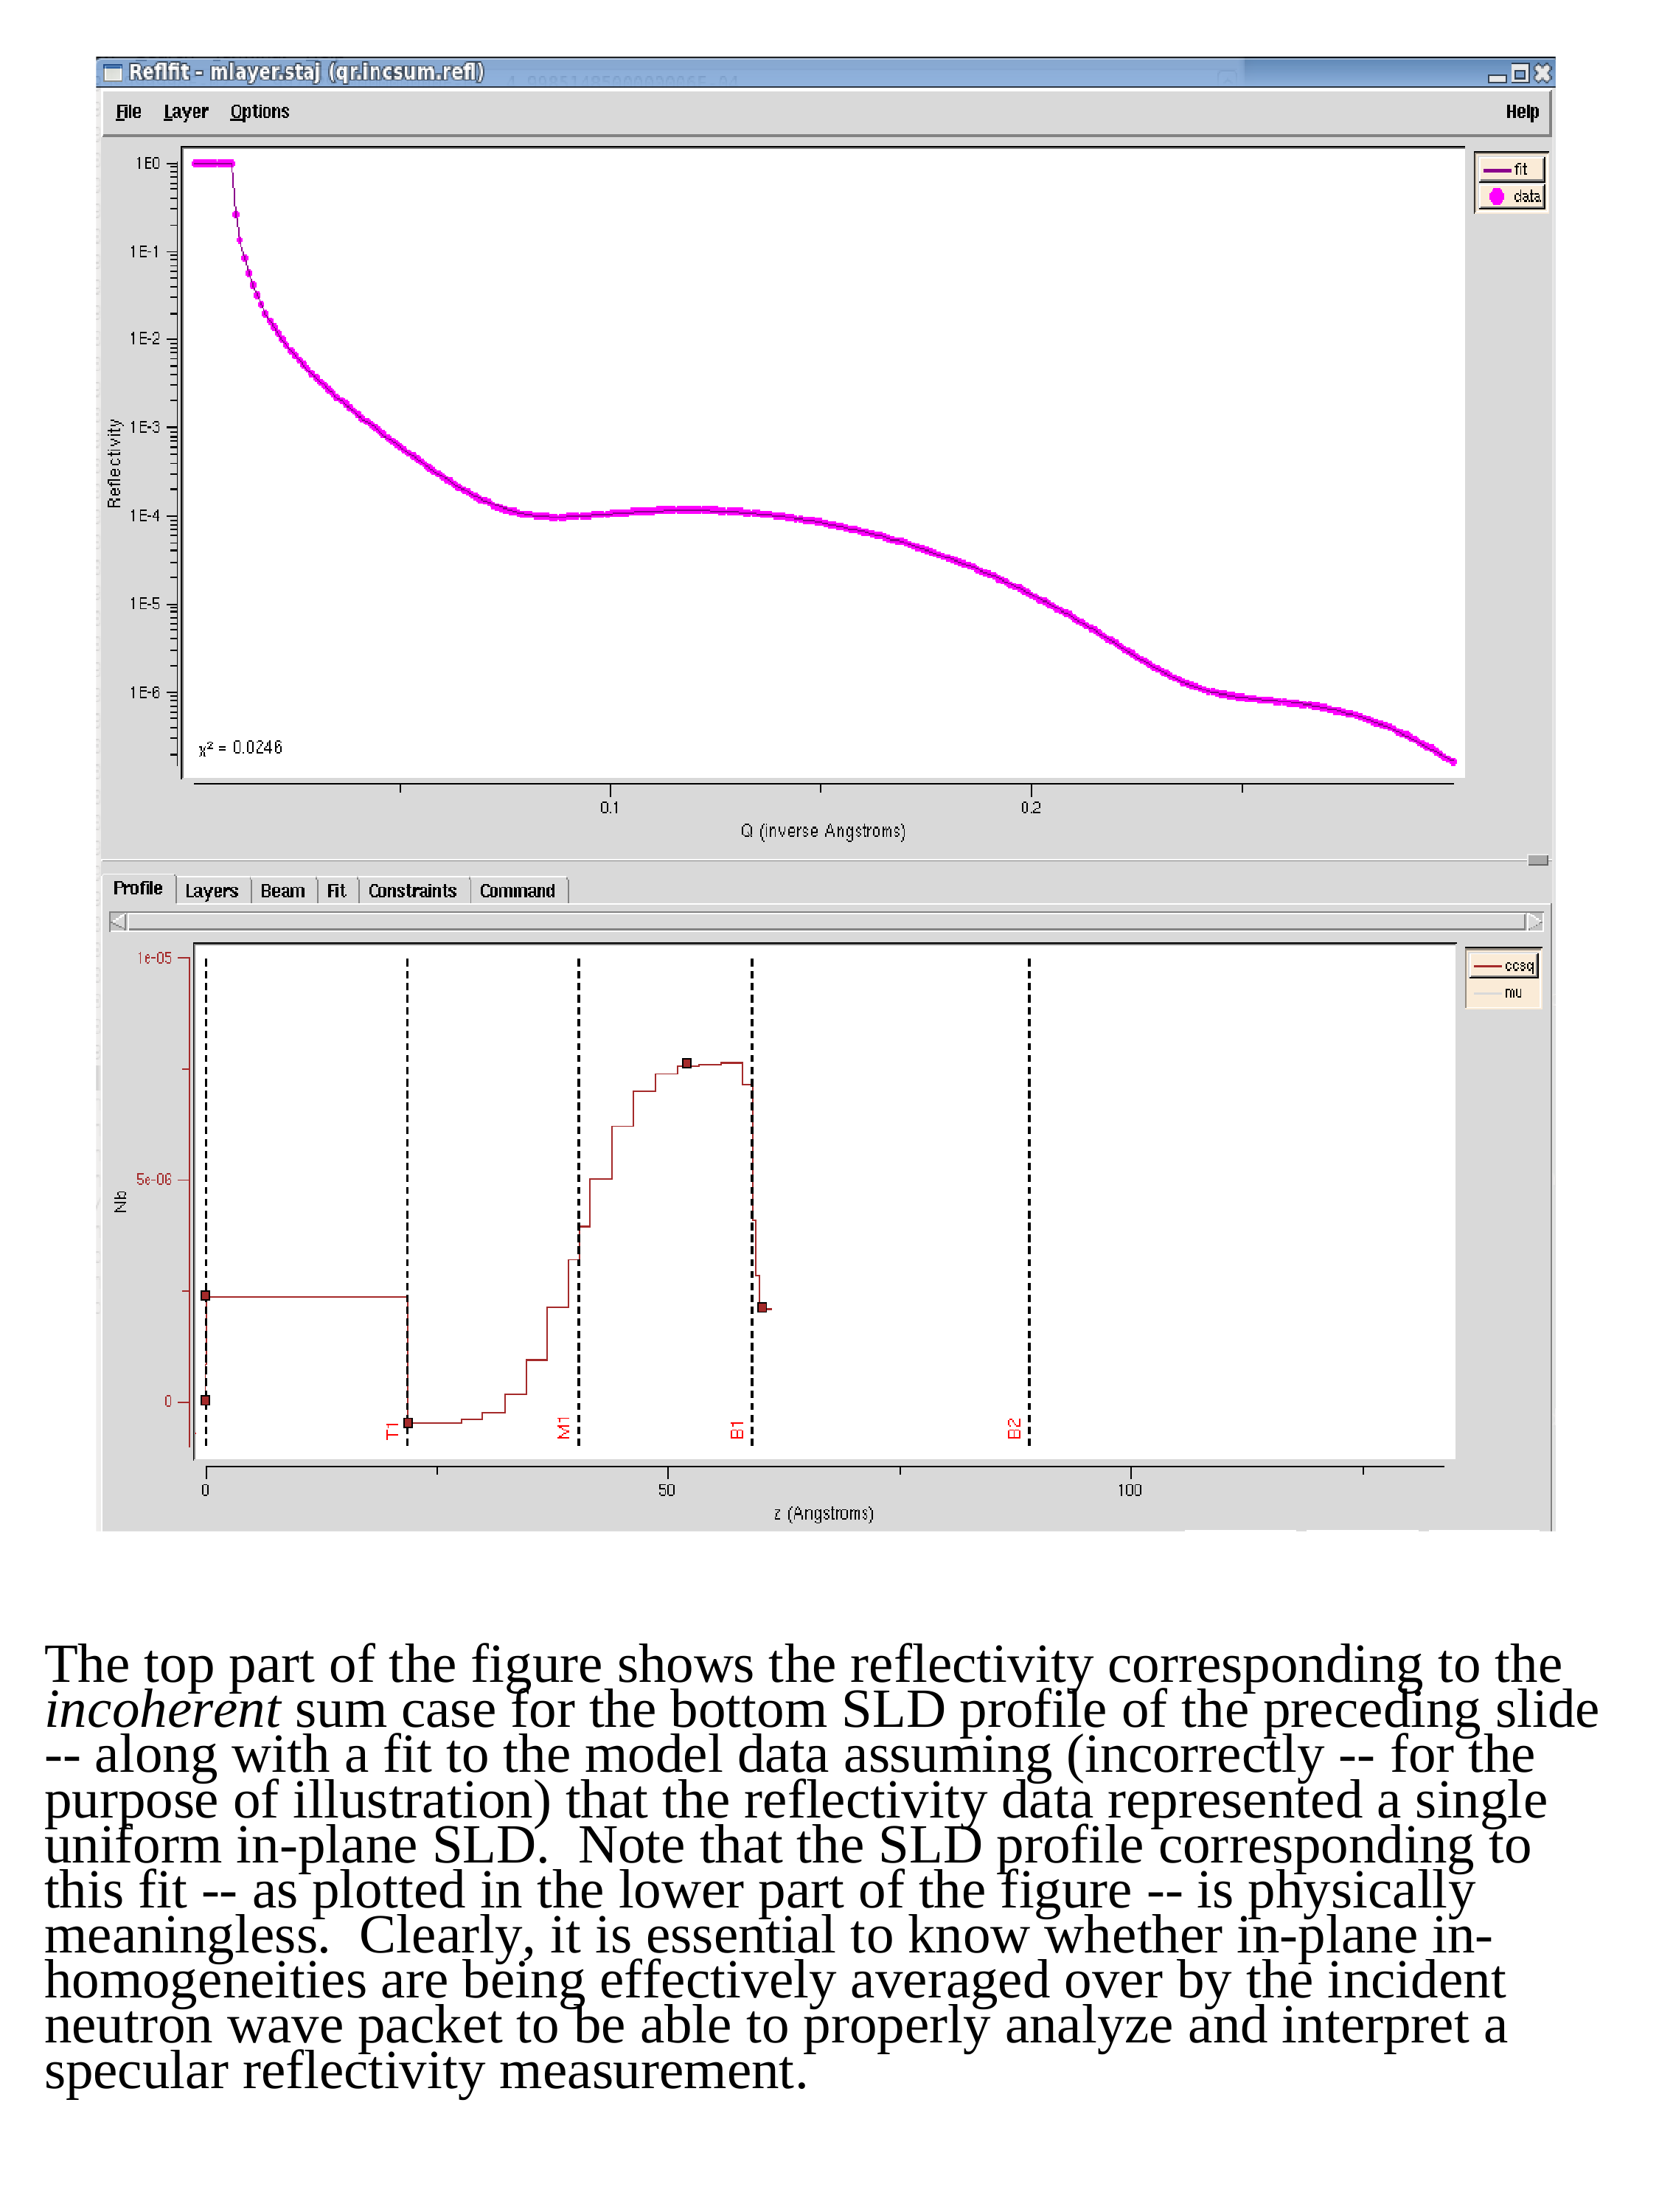 Reflfit - mlayer.staj (qr.incsum.refl)
File Layer Options Help
1E0
1E-1
1E-2
1E-3
1E-4
1E-5
1E-6
Reflectivity
fit
data
χ² = 0.0246
0.1 0.2
Q (inverse Angstroms)
Profile Layers Beam Fit Constraints Command
1e-05
5e-06
0
Nb
ccsq
mu
T1 M1 B1 B2
0 50 100
z (Angstroms)
The top part of the figure shows the reflectivity corresponding to the
incoherent sum case for the bottom SLD profile of the preceding slide
-- along with a fit to the model data assuming (incorrectly -- for the
purpose of illustration) that the reflectivity data represented a single
uniform in-plane SLD.  Note that the SLD profile corresponding to
this fit -- as plotted in the lower part of the figure -- is physically
meaningless.  Clearly, it is essential to know whether in-plane in-
homogeneities are being effectively averaged over by the incident
neutron wave packet to be able to properly analyze and interpret a
specular reflectivity measurement.